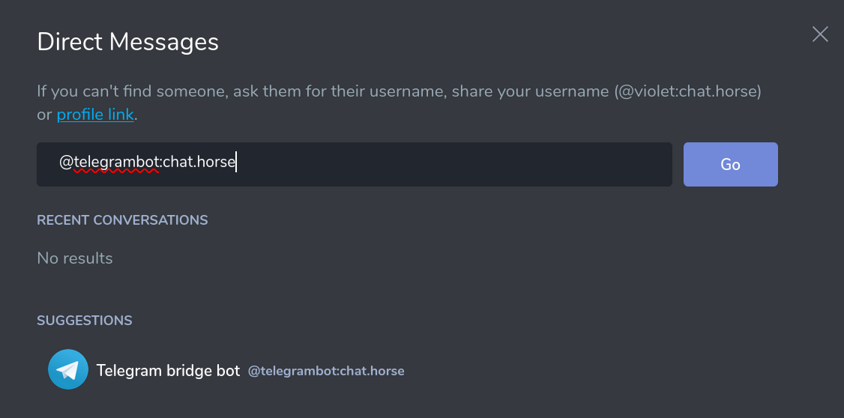 Direct Messages
If you can't find someone, ask them for their username, share your username (@violet:chat.horse)
or profile link.
@telegrambot:chat.horse
Go
RECENT CONVERSATIONS
No results
SUGGESTIONS
Telegram bridge bot @telegrambot:chat.horse